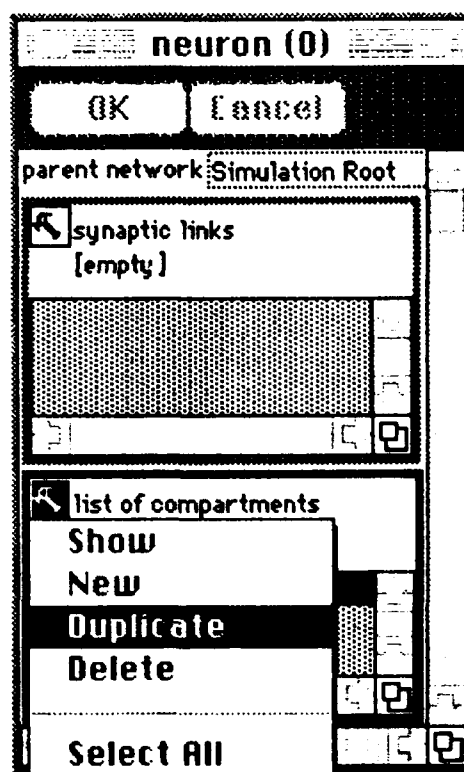 neuron (0)
OK Cancel
parent network: Simulation Root
synaptic links
[empty]
list of compartments
Show
New
Duplicate
Delete
Select All